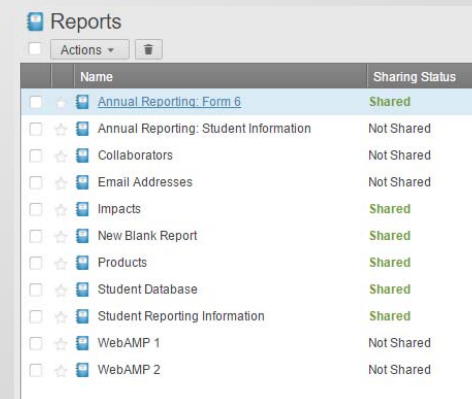 Reports
Actions
Name Sharing Status
Annual Reporting: Form 6 Shared
Annual Reporting: Student Information Not Shared
Collaborators Not Shared
Email Addresses Not Shared
Impacts Shared
New Blank Report Shared
Products Shared
Student Database Shared
Student Reporting Information Shared
WebAMP 1 Not Shared
WebAMP 2 Not Shared